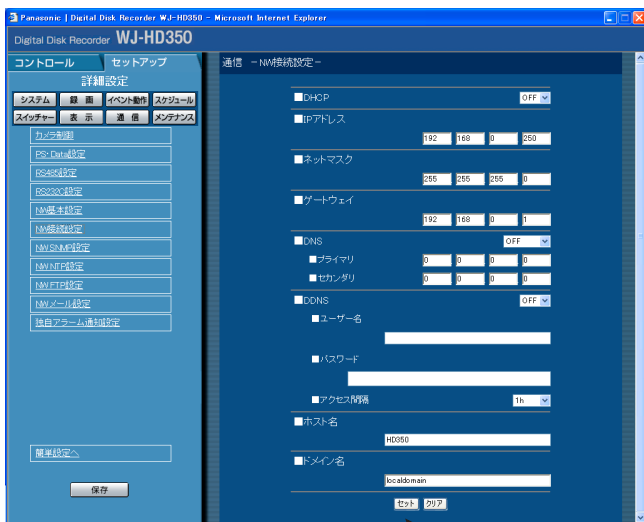 Panasonic | Digital Disk Recorder WJ-HD350 - Microsoft Internet Explorer
Digital Disk Recorder WJ-HD350
コントロール セットアップ
詳細設定
システム 録 画 イベント動作 スケジュール
スイッチャー 表 示 通 信 メンテナンス
カメラ制御
PS・Data設定
RS485設定
RS232C設定
NW基本設定
NW接続設定
NW SNMP設定
NW NTP設定
NW FTP設定
NW メール設定
独自アラーム通知設定
簡単設定へ
保存
通信 －NW接続設定－
■DHCP OFF
■IPアドレス
192 168 0 250
■ネットマスク
255 255 255 0
■ゲートウェイ
192 168 0 1
■DNS OFF
■プライマリ 0 0 0 0
■セカンダリ 0 0 0 0
■DDNS OFF
■ユーザー名
■パスワード
■アクセス間隔 1h
■ホスト名
HD350
■ドメイン名
localdomain
セット クリア